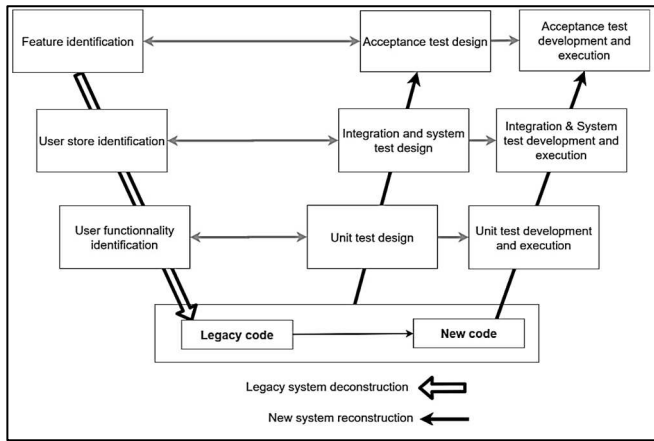 Feature identification
Acceptance test design
Acceptance test
development and
execution
User store identification
Integration and system
test design
Integration & System
test development and
execution
User functionnality
identification
Unit test design
Unit test development
and execution
Legacy code
New code
Legacy system deconstruction
New system reconstruction